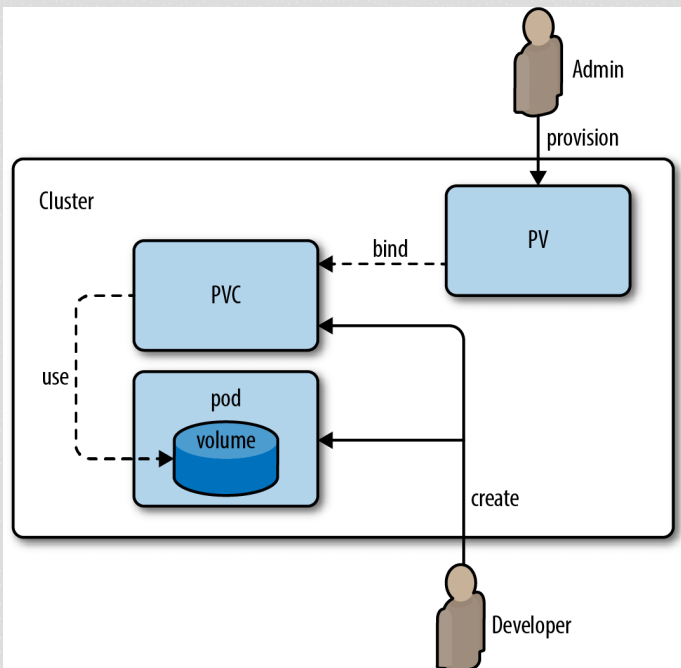 Admin
provision
Cluster
PV
bind
PVC
use
pod
volume
create
Developer